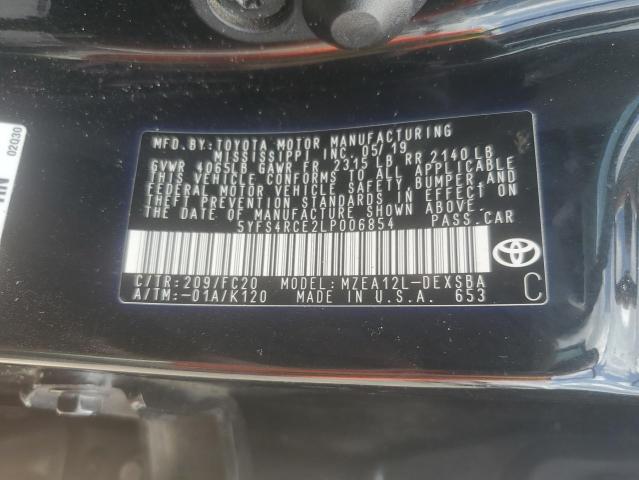 MFD. BY: TOYOTA MOTOR MANUFACTURING
MISSISSIPPI INC. 05/19
GVWR 4065LB GAWR FR 2315 LB RR 2140 LB
THIS VEHICLE CONFORMS TO ALL APPLICABLE
FEDERAL MOTOR VEHICLE SAFETY, BUMPER, AND
THEFT PREVENTION STANDARDS IN EFFECT ON
THE DATE OF MANUFACTURE SHOWN ABOVE.
5YFS4RCE2LP006854 PASS.CAR
C/TR: 209/FC20 MODEL: MZEA12L-DEXSBA
A/TM: -01A/K120 MADE IN U.S.A. 653
C
02030